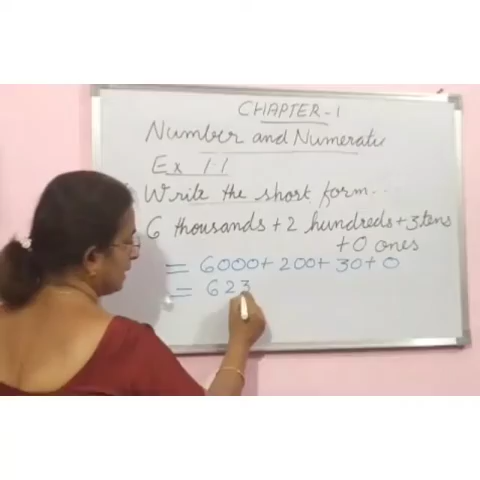 CHAPTER-1
Number and Numerati
Ex 1.1
Write the short form..
6 thousands + 2 hundreds + 3 tens
+ 0 ones
= 6000 + 200 + 30 + 0
= 623